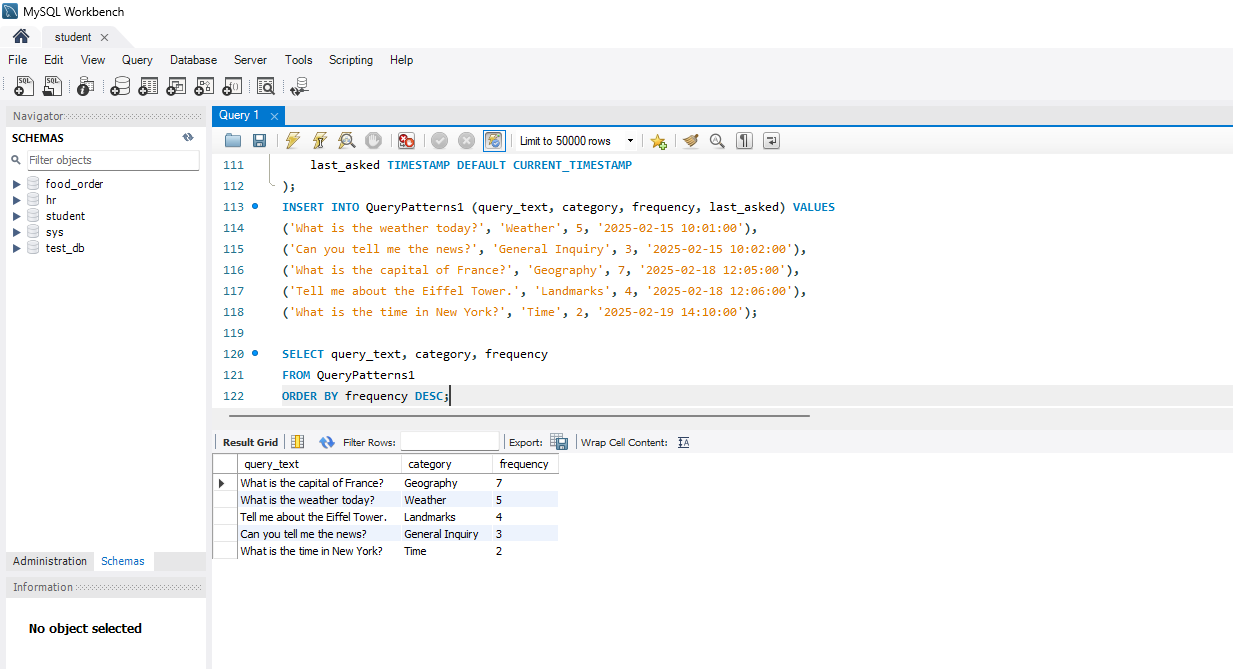 MySQL Workbench
student
File Edit View Query Database Server Tools Scripting Help
Navigator
SCHEMAS
Filter objects
food_order
hr
student
sys
test_db
Administration Schemas
Information
No object selected
Query 1
Limit to 50000 rows
111 last_asked TIMESTAMP DEFAULT CURRENT_TIMESTAMP
112 );
113 INSERT INTO QueryPatterns1 (query_text, category, frequency, last_asked) VALUES
114 ('What is the weather today?', 'Weather', 5, '2025-02-15 10:01:00'),
115 ('Can you tell me the news?', 'General Inquiry', 3, '2025-02-15 10:02:00'),
116 ('What is the capital of France?', 'Geography', 7, '2025-02-18 12:05:00'),
117 ('Tell me about the Eiffel Tower.', 'Landmarks', 4, '2025-02-18 12:06:00'),
118 ('What is the time in New York?', 'Time', 2, '2025-02-19 14:10:00');
119
120 SELECT query_text, category, frequency
121 FROM QueryPatterns1
122 ORDER BY frequency DESC;
Result Grid Filter Rows: Export: Wrap Cell Content:
query_text category frequency
What is the capital of France? Geography 7
What is the weather today? Weather 5
Tell me about the Eiffel Tower. Landmarks 4
Can you tell me the news? General Inquiry 3
What is the time in New York? Time 2